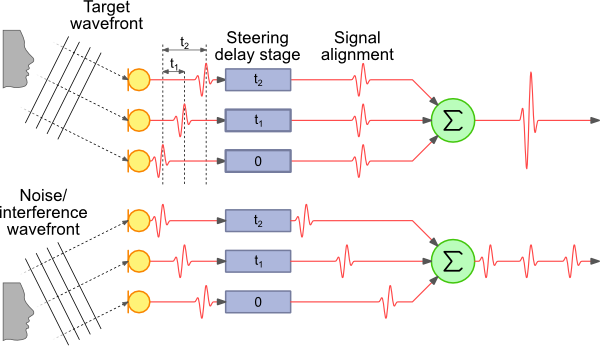 Target
wavefront
t2
t1
Steering
delay stage
Signal
alignment
t2
t1
0
Σ
Noise/
interference
wavefront
t2
t1
0
Σ